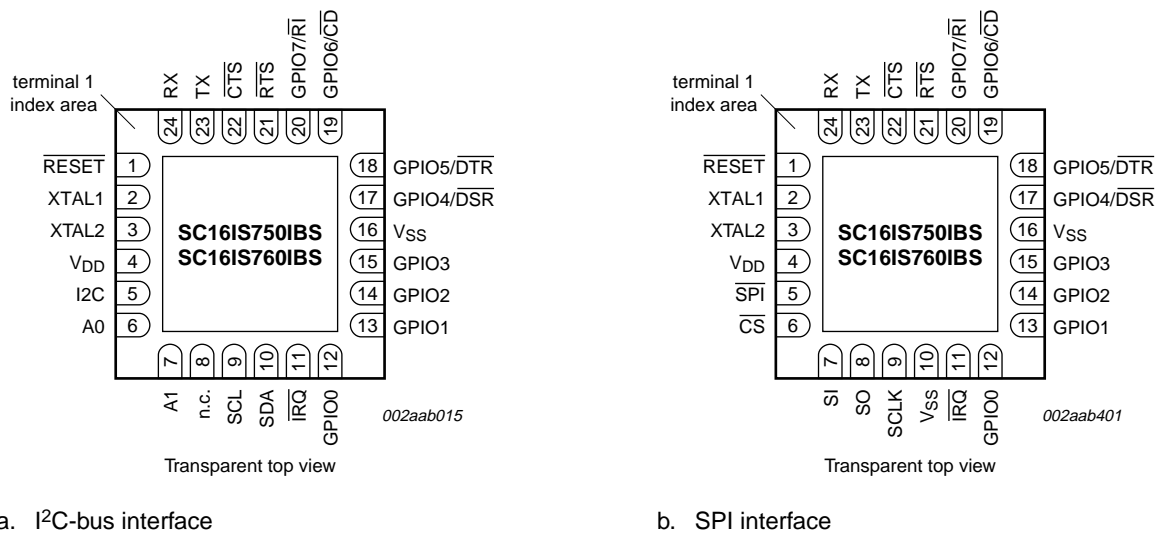 terminal 1
index area
RX
TX
CTS
RTS
GPIO7/RI
GPIO6/CD
24
23
22
21
20
19
RESET 1
XTAL1 2
XTAL2 3
VDD 4
I2C 5
A0 6
SC16IS750IBS
SC16IS760IBS
18 GPIO5/DTR
17 GPIO4/DSR
16 VSS
15 GPIO3
14 GPIO2
13 GPIO1
7
8
9
10
11
12
A1
n.c.
SCL
SDA
IRQ
GPIO0
002aab015
Transparent top view
a. I²C-bus interface
terminal 1
index area
RX
TX
CTS
RTS
GPIO7/RI
GPIO6/CD
24
23
22
21
20
19
RESET 1
XTAL1 2
XTAL2 3
VDD 4
SPI 5
CS 6
SC16IS750IBS
SC16IS760IBS
18 GPIO5/DTR
17 GPIO4/DSR
16 VSS
15 GPIO3
14 GPIO2
13 GPIO1
7
8
9
10
11
12
SI
SO
SCLK
VSS
IRQ
GPIO0
002aab401
Transparent top view
b. SPI interface